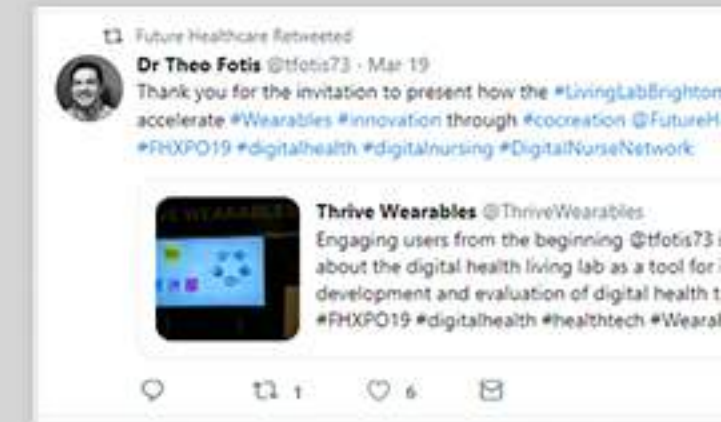 Future Healthcare Retweeted
Dr Theo Fotis @tfotis73 · Mar 19
Thank you for the invitation to present how the #LivingLabBrighton
accelerate #Wearables #innovation through #cocreation @FutureH
#FHXPO19 #digitalhealth #digitalnursing #DigitalNurseNetwork
Thrive Wearables @ThriveWearables
Engaging users from the beginning @tfotis73
about the digital health living lab as a tool for
development and evaluation of digital health t
#FHXPO19 #digitalhealth #healthtech #Wearab
1 6